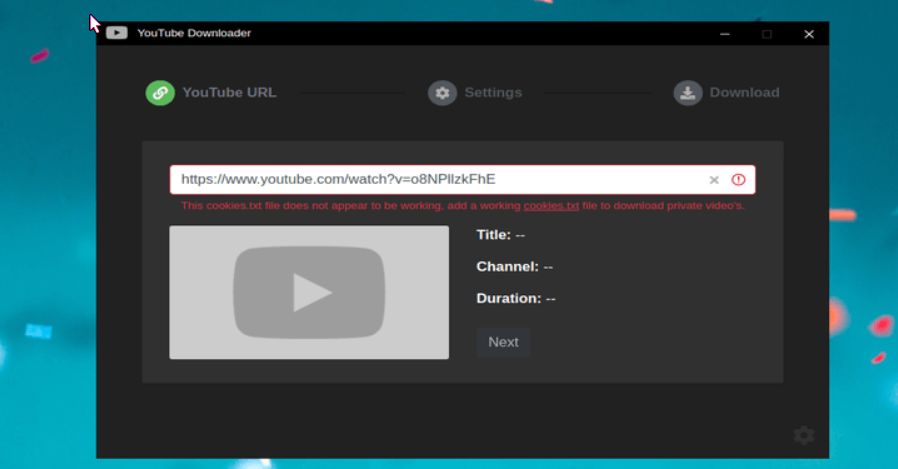 YouTube Downloader
YouTube URL
Settings
Download
https://www.youtube.com/watch?v=o8NPllzkFhE
This cookies.txt file does not appear to be working, add a working cookies.txt file to download private video's.
Title: --
Channel: --
Duration: --
Next